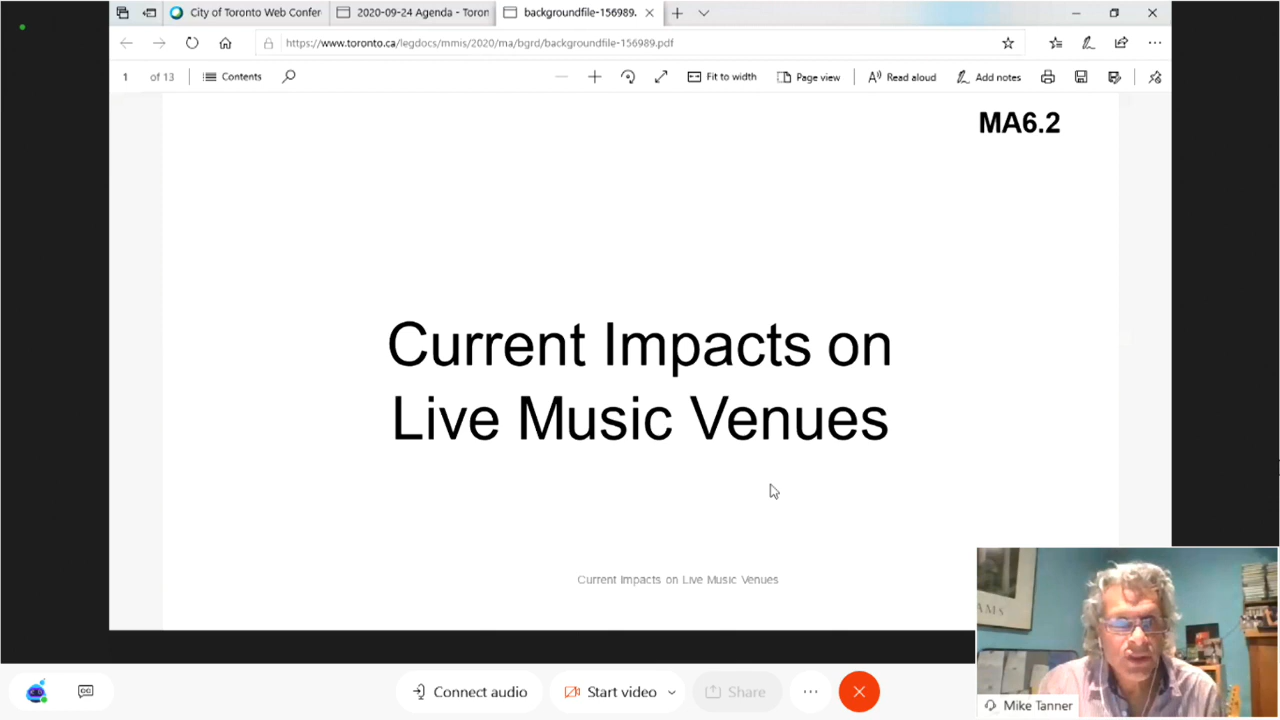 City of Toronto Web Confer
2020-09-24 Agenda - Toron
backgroundfile-156989.
https://www.toronto.ca/legdocs/mmis/2020/ma/bgrd/backgroundfile-156989.pdf
1 of 13 Contents Fit to width Page view Read aloud Add notes
MA6.2
Current Impacts on
Live Music Venues
Current Impacts on Live Music Venues
AMS
Mike Tanner
CC Connect audio Start video Share